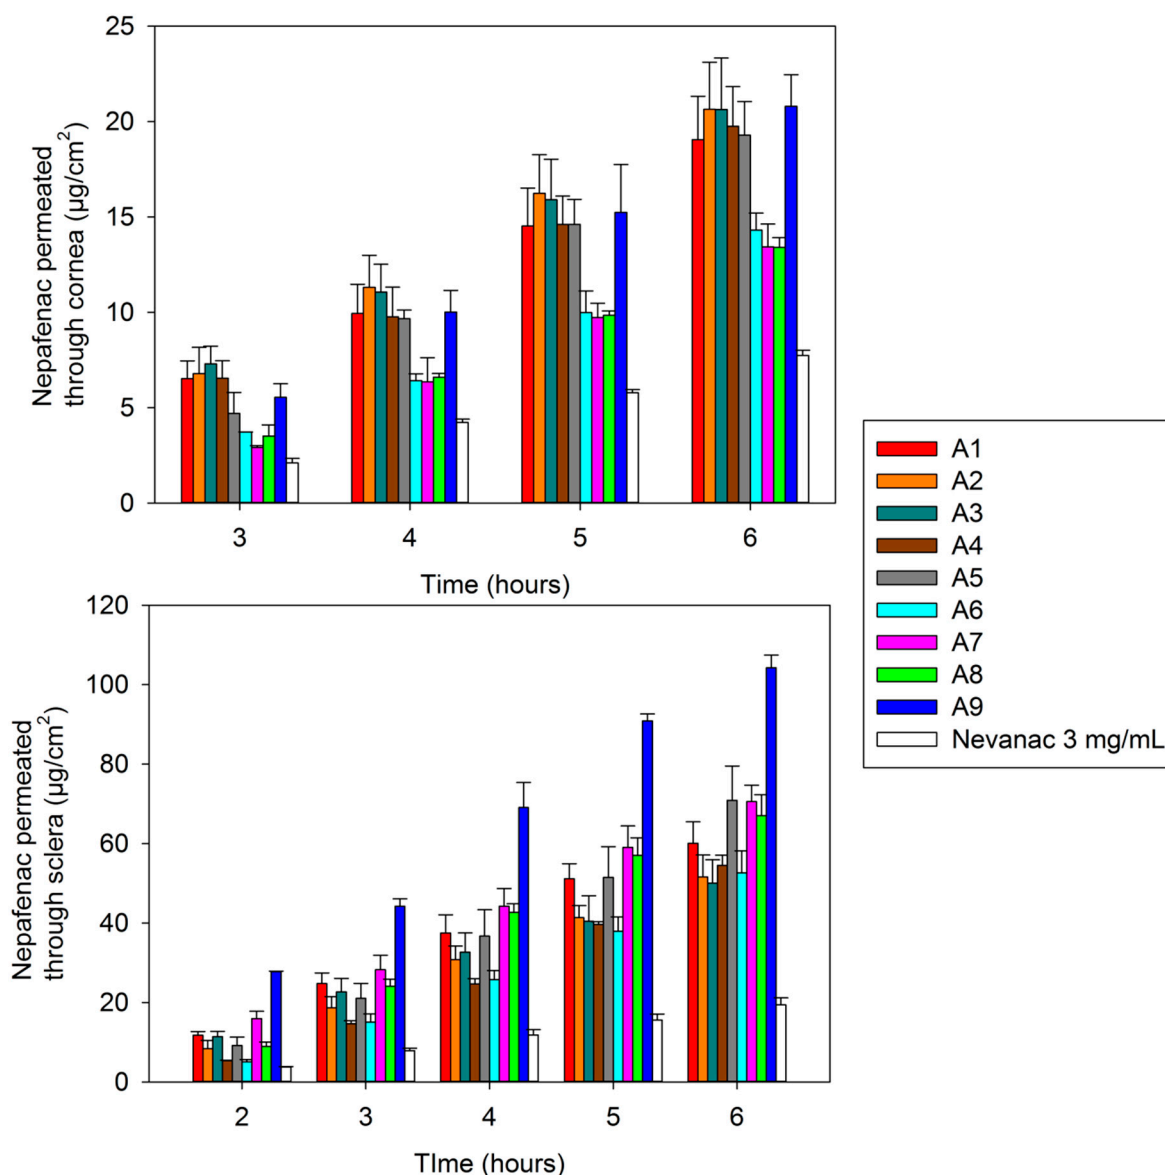 25
20
15
10
5
0
Nepafenac permeated
through cornea (µg/cm²)
3 4 5 6
Time (hours)
120
100
80
60
40
20
0
Nepafenac permeated
through sclera (µg/cm²)
2 3 4 5 6
TIme (hours)
A1
A2
A3
A4
A5
A6
A7
A8
A9
Nevanac 3 mg/mL